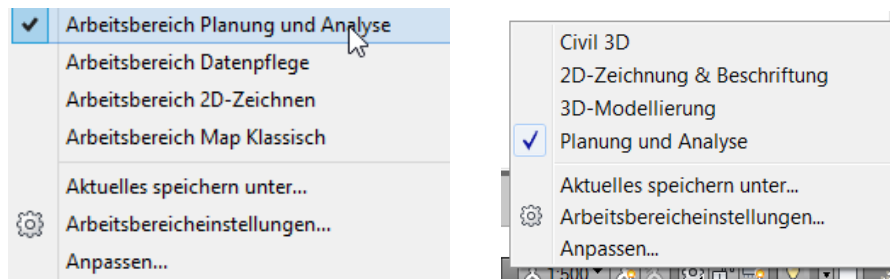 Arbeitsbereich Planung und Analyse
Arbeitsbereich Datenpflege
Arbeitsbereich 2D-Zeichnen
Arbeitsbereich Map Klassisch
Aktuelles speichern unter...
Arbeitsbereicheinstellungen...
Anpassen...
Civil 3D
2D-Zeichnung & Beschriftung
3D-Modellierung
Planung und Analyse
Aktuelles speichern unter...
Arbeitsbereicheinstellungen...
Anpassen...
1:500